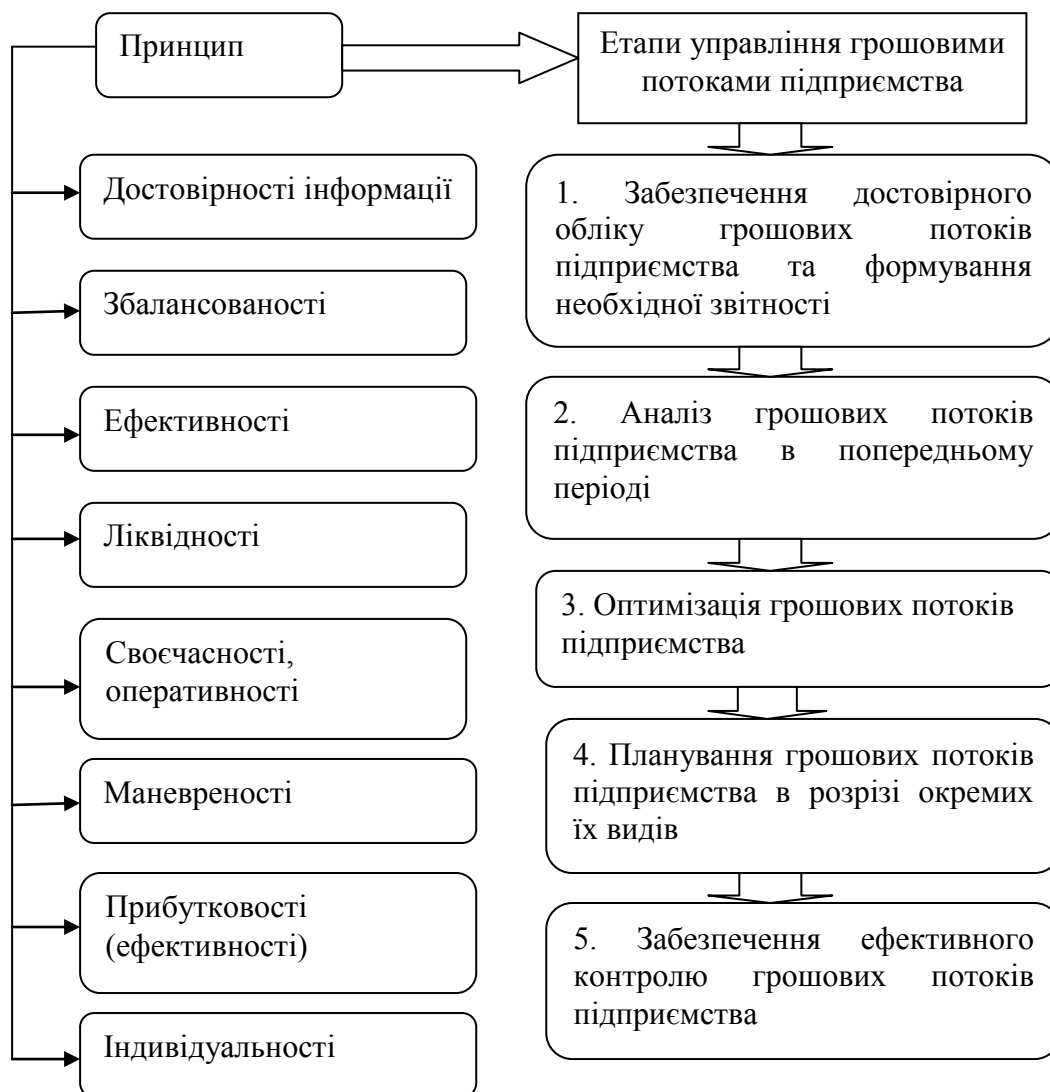 Принцип
Етапи управління грошовими
потоками підприємства
Достовірності інформації
Збалансованості
Ефективності
Ліквідності
Своєчасності,
оперативності
Маневреності
Прибутковості
(ефективності)
Індивідуальності
1. Забезпечення достовірного
обліку грошових потоків
підприємства та формування
необхідної звітності
2. Аналіз грошових потоків
підприємства в попередньому
періоді
3. Оптимізація грошових потоків
підприємства
4. Планування грошових потоків
підприємства в розрізі окремих
їх видів
5. Забезпечення ефективного
контролю грошових потоків
підприємства